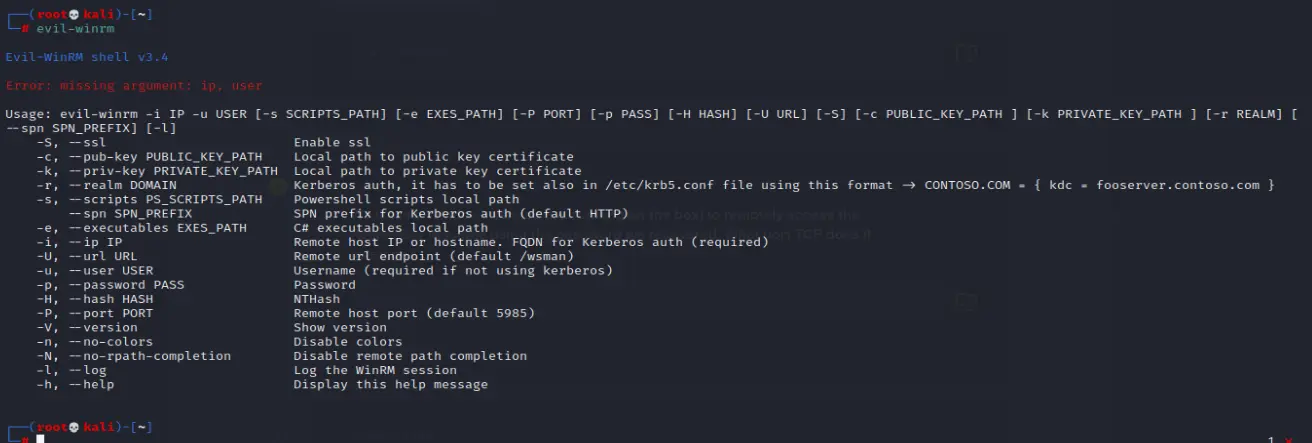 ┌──(root💀kali)-[~]
└─# evil-winrm
Evil-WinRM shell v3.4
Error: missing argument: ip, user
Usage: evil-winrm -i IP -u USER [-s SCRIPTS_PATH] [-e EXES_PATH] [-P PORT] [-p PASS] [-H HASH] [-U URL] [-S] [-c PUBLIC_KEY_PATH ] [-k PRIVATE_KEY_PATH ] [-r REALM] [
--spn SPN_PREFIX] [-l]
    -S, --ssl                        Enable ssl
    -c, --pub-key PUBLIC_KEY_PATH    Local path to public key certificate
    -k, --priv-key PRIVATE_KEY_PATH  Local path to private key certificate
    -r, --realm DOMAIN               Kerberos auth, it has to be set also in /etc/krb5.conf file using this format -> CONTOSO.COM = { kdc = fooserver.contoso.com }
    -s, --scripts PS_SCRIPTS_PATH    Powershell scripts local path
        --spn SPN_PREFIX             SPN prefix for Kerberos auth (default HTTP)
    -e, --executables EXES_PATH      C# executables local path
    -i, --ip IP                      Remote host IP or hostname. FQDN for Kerberos auth (required)
    -U, --url URL                    Remote url endpoint (default /wsman)
    -u, --user USER                  Username (required if not using kerberos)
    -p, --password PASS              Password
    -H, --hash HASH                  NTHash
    -P, --port PORT                  Remote host port (default 5985)
    -V, --version                    Show version
    -n, --no-colors                  Disable colors
    -N, --no-rpath-completion        Disable remote path completion
    -l, --log                        Log the WinRM session
    -h, --help                       Display this help message
┌──(root💀kali)-[~]
└─#